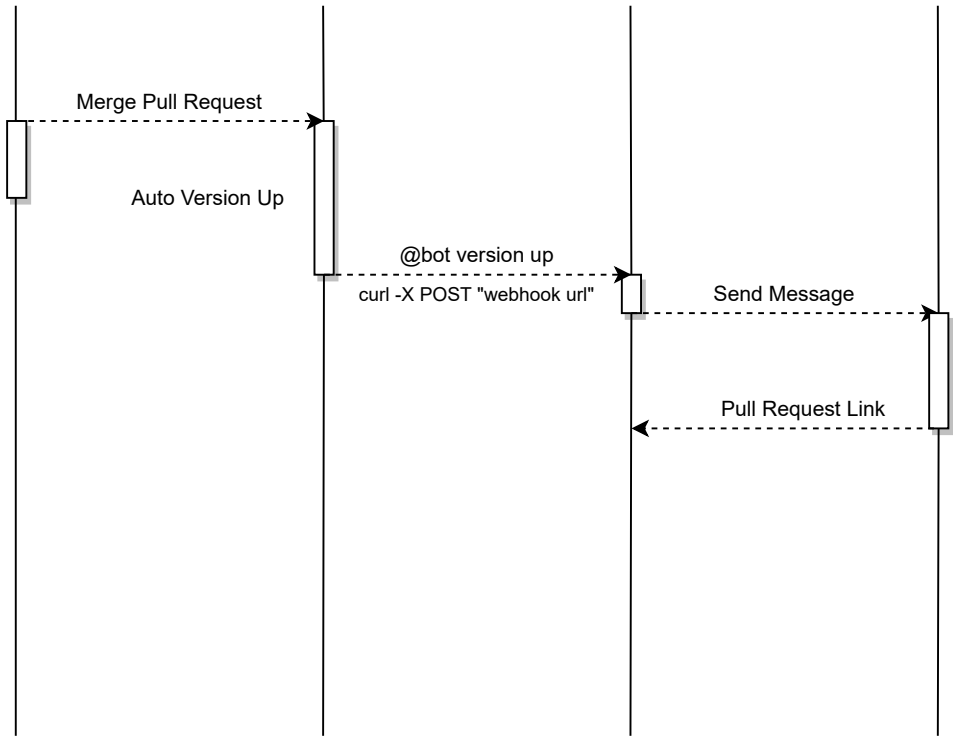 Merge Pull Request
Auto Version Up
@bot version up
curl -X POST "webhook url"
Send Message
Pull Request Link